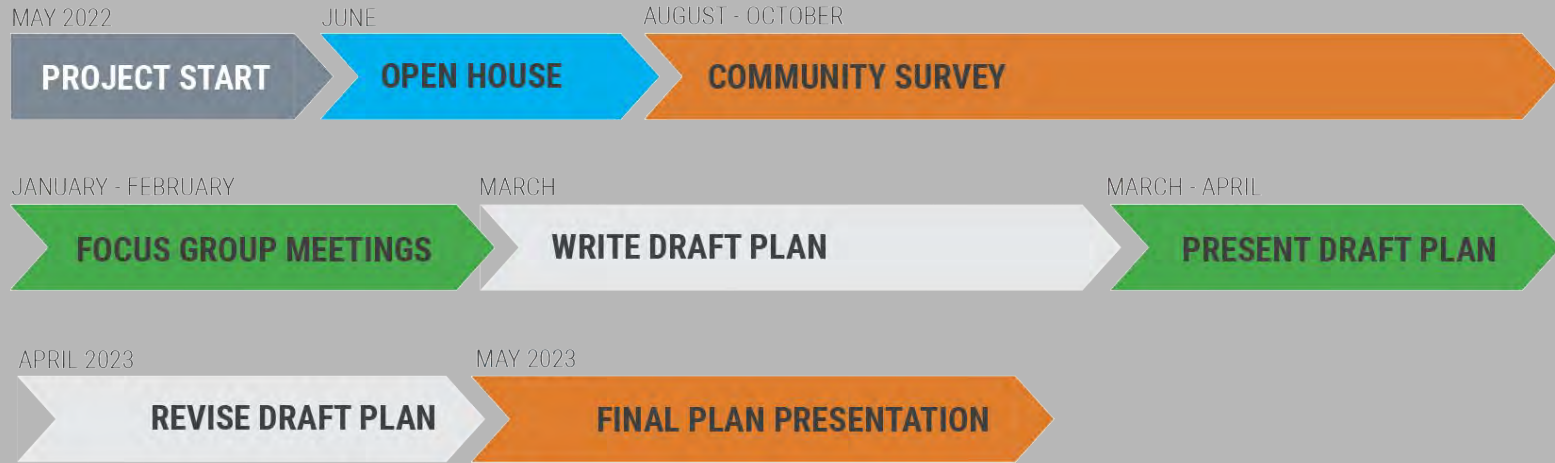 MAY 2022
JUNE
AUGUST - OCTOBER
PROJECT START
OPEN HOUSE
COMMUNITY SURVEY
JANUARY - FEBRUARY
MARCH
MARCH - APRIL
FOCUS GROUP MEETINGS
WRITE DRAFT PLAN
PRESENT DRAFT PLAN
APRIL 2023
MAY 2023
REVISE DRAFT PLAN
FINAL PLAN PRESENTATION